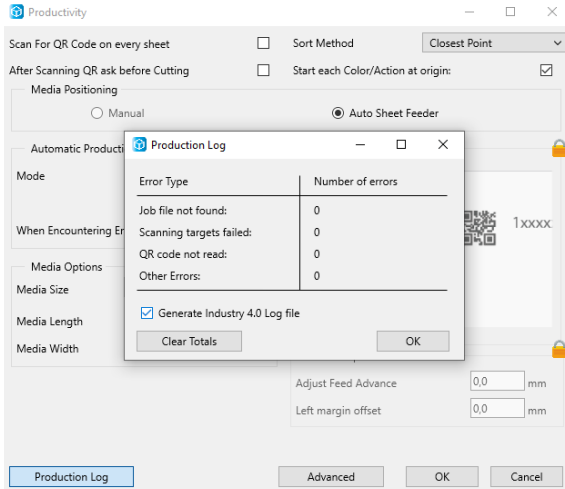 Productivity
Scan For QR Code on every sheet
Sort Method
Closest Point
After Scanning QR ask before Cutting
Start each Color/Action at origin:
Media Positioning
Manual
Auto Sheet Feeder
Automatic Producti
Production Log
Mode
Error Type
Number of errors
Job file not found:
0
Scanning targets failed:
0
QR code not read:
0
Other Errors:
0
1xxxx
When Encountering Er
Media Options
Media Size
Generate Industry 4.0 Log file
Media Length
Clear Totals
OK
Media Width
Adjust Feed Advance
0,0
mm
Left margin offset
0,0
mm
Production Log
Advanced
OK
Cancel